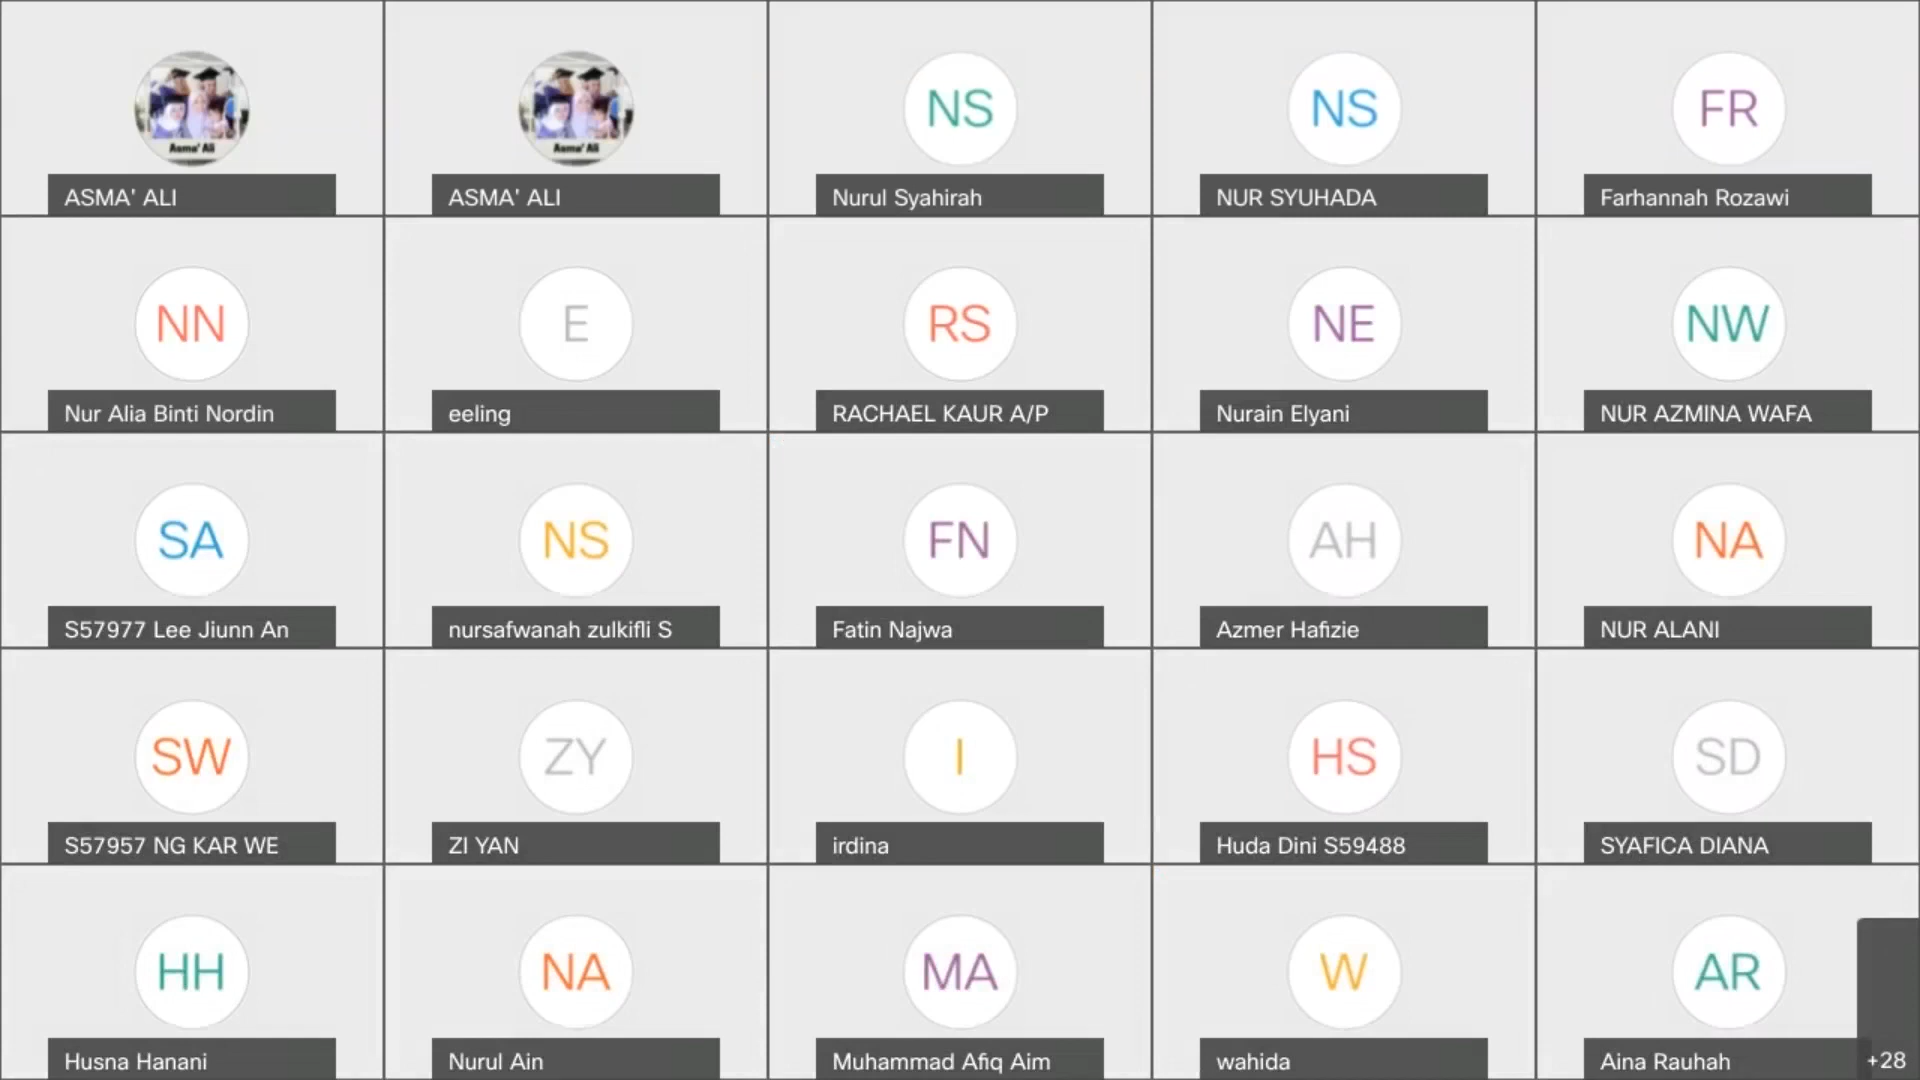 Asma' Ali
ASMA' ALI
Asma' Ali
ASMA' ALI
NS
Nurul Syahirah
NS
NUR SYUHADA
FR
Farhannah Rozawi
NN
Nur Alia Binti Nordin
E
eeling
RS
RACHAEL KAUR A/P
NE
Nurain Elyani
NW
NUR AZMINA WAFA
SA
S57977 Lee Jiunn An
NS
nursafwanah zulkifli S
FN
Fatin Najwa
AH
Azmer Hafizie
NA
NUR ALANI
SW
S57957 NG KAR WE
ZY
ZI YAN
I
irdina
HS
Huda Dini S59488
SD
SYAFICA DIANA
HH
Husna Hanani
NA
Nurul Ain
MA
Muhammad Afiq Aim
W
wahida
AR
Aina Rauhah
+28